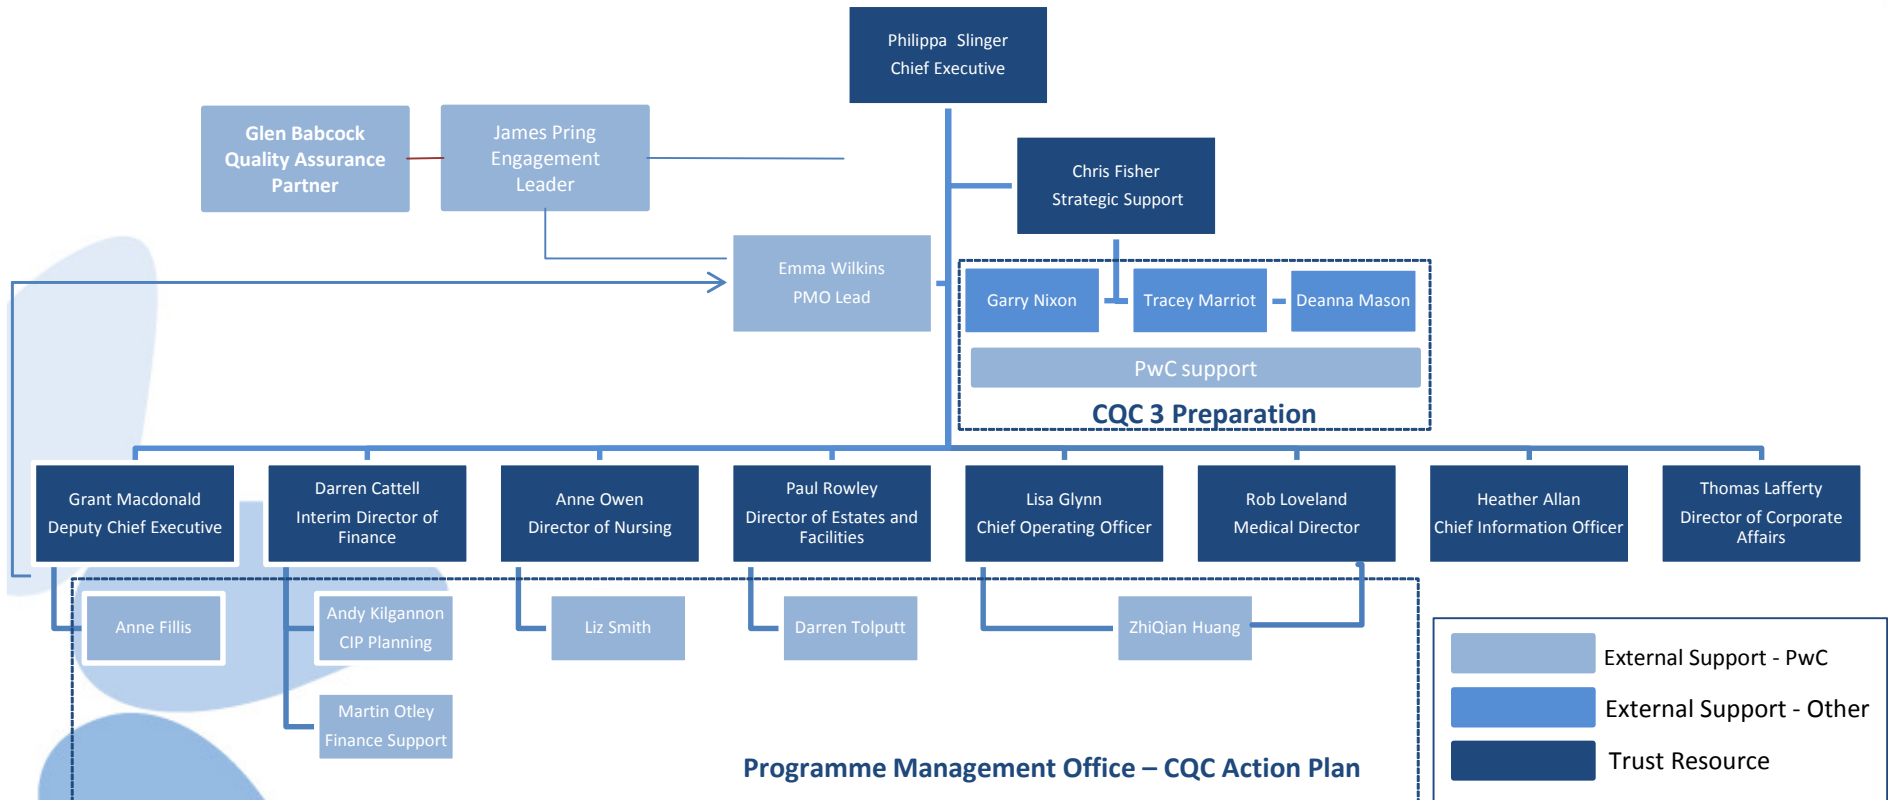 Philippa Slinger
Chief Executive
Glen Babcock
Quality Assurance
Partner
James Pring
Engagement
Leader
Chris Fisher
Strategic Support
Emma Wilkins
PMO Lead
Garry Nixon
Tracey Marriot
Deanna Mason
PwC support
CQC 3 Preparation
Grant Macdonald
Deputy Chief Executive
Darren Cattell
Interim Director of
Finance
Anne Owen
Director of Nursing
Paul Rowley
Director of Estates and
Facilities
Lisa Glynn
Chief Operating Officer
Rob Loveland
Medical Director
Heather Allan
Chief Information Officer
Thomas Lafferty
Director of Corporate
Affairs
Anne Fillis
Andy Kilgannon
CIP Planning
Liz Smith
Darren Tolputt
ZhiQian Huang
Martin Otley
Finance Support
Programme Management Office – CQC Action Plan
External Support - PwC
External Support - Other
Trust Resource